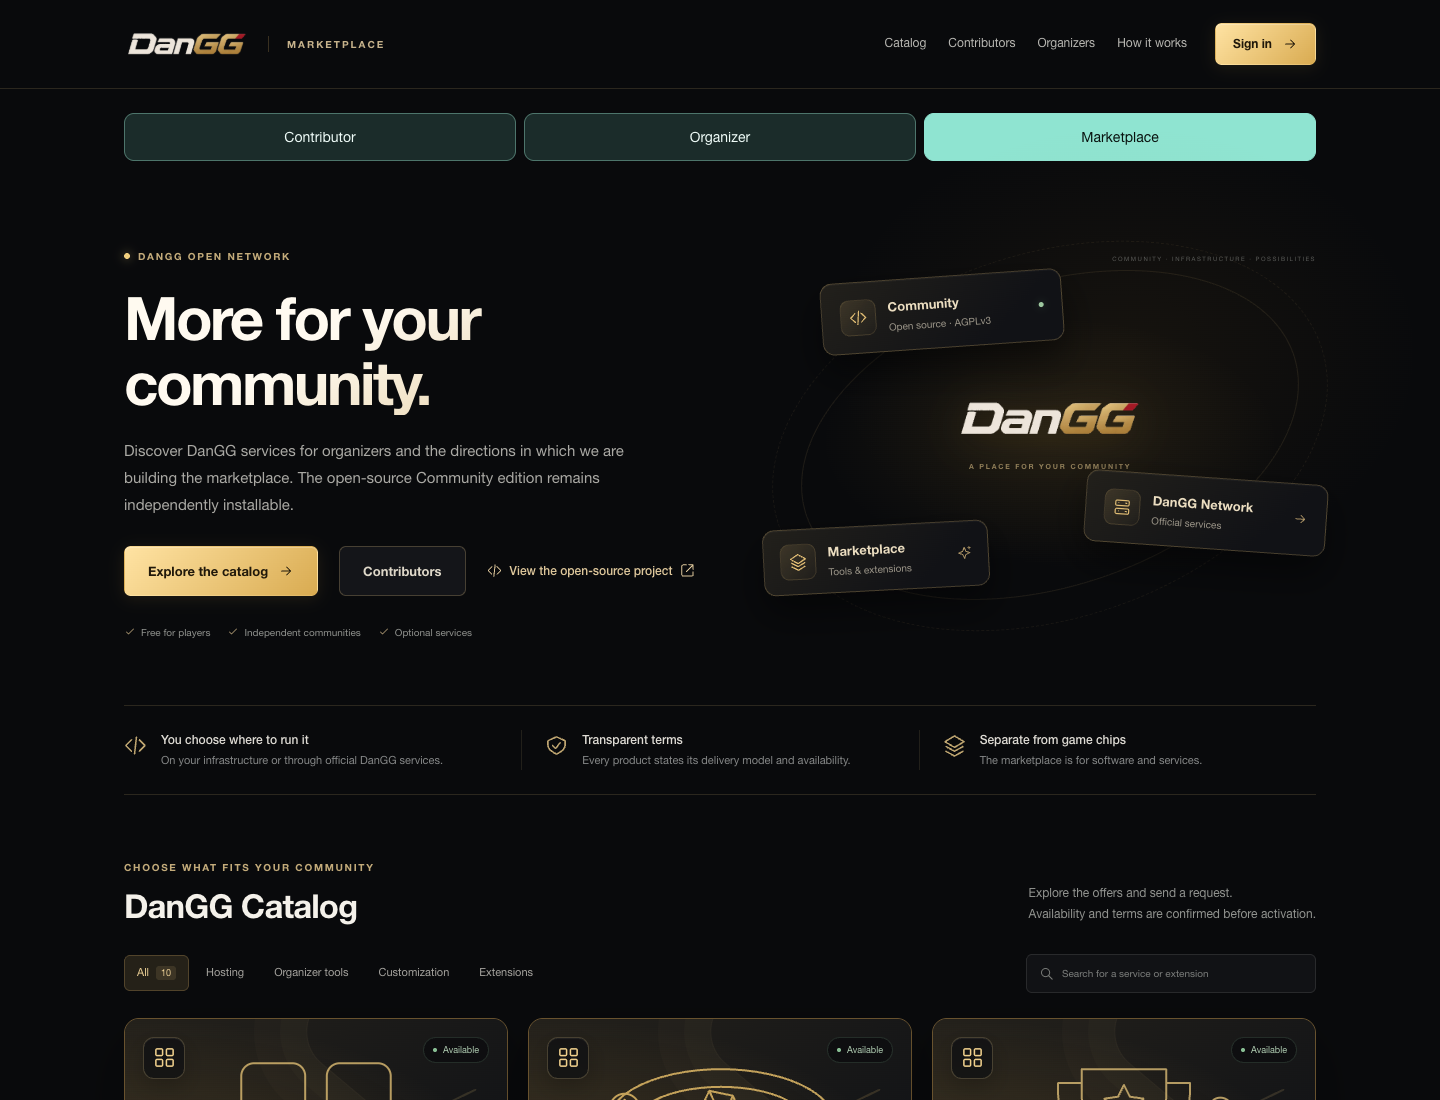 DanGG
MARKETPLACE
Catalog
Contributors
Organizers
How it works
Sign in
Contributor
Organizer
Marketplace
DANGG OPEN NETWORK
More for your
community.
Discover DanGG services for organizers and the directions in which we are
building the marketplace. The open-source Community edition remains
independently installable.
Explore the catalog
Contributors
View the open-source project
Free for players
Independent communities
Optional services
COMMUNITY · INFRASTRUCTURE · POSSIBILITIES
Community
Open source · AGPLv3
DanGG
A PLACE FOR YOUR COMMUNITY
DanGG Network
Official services
Marketplace
Tools & extensions
You choose where to run it
On your infrastructure or through official DanGG services.
Transparent terms
Every product states its delivery model and availability.
Separate from game chips
The marketplace is for software and services.
CHOOSE WHAT FITS YOUR COMMUNITY
DanGG Catalog
Explore the offers and send a request.
Availability and terms are confirmed before activation.
All 10
Hosting
Organizer tools
Customization
Extensions
Search for a service or extension
Available
Available
Available